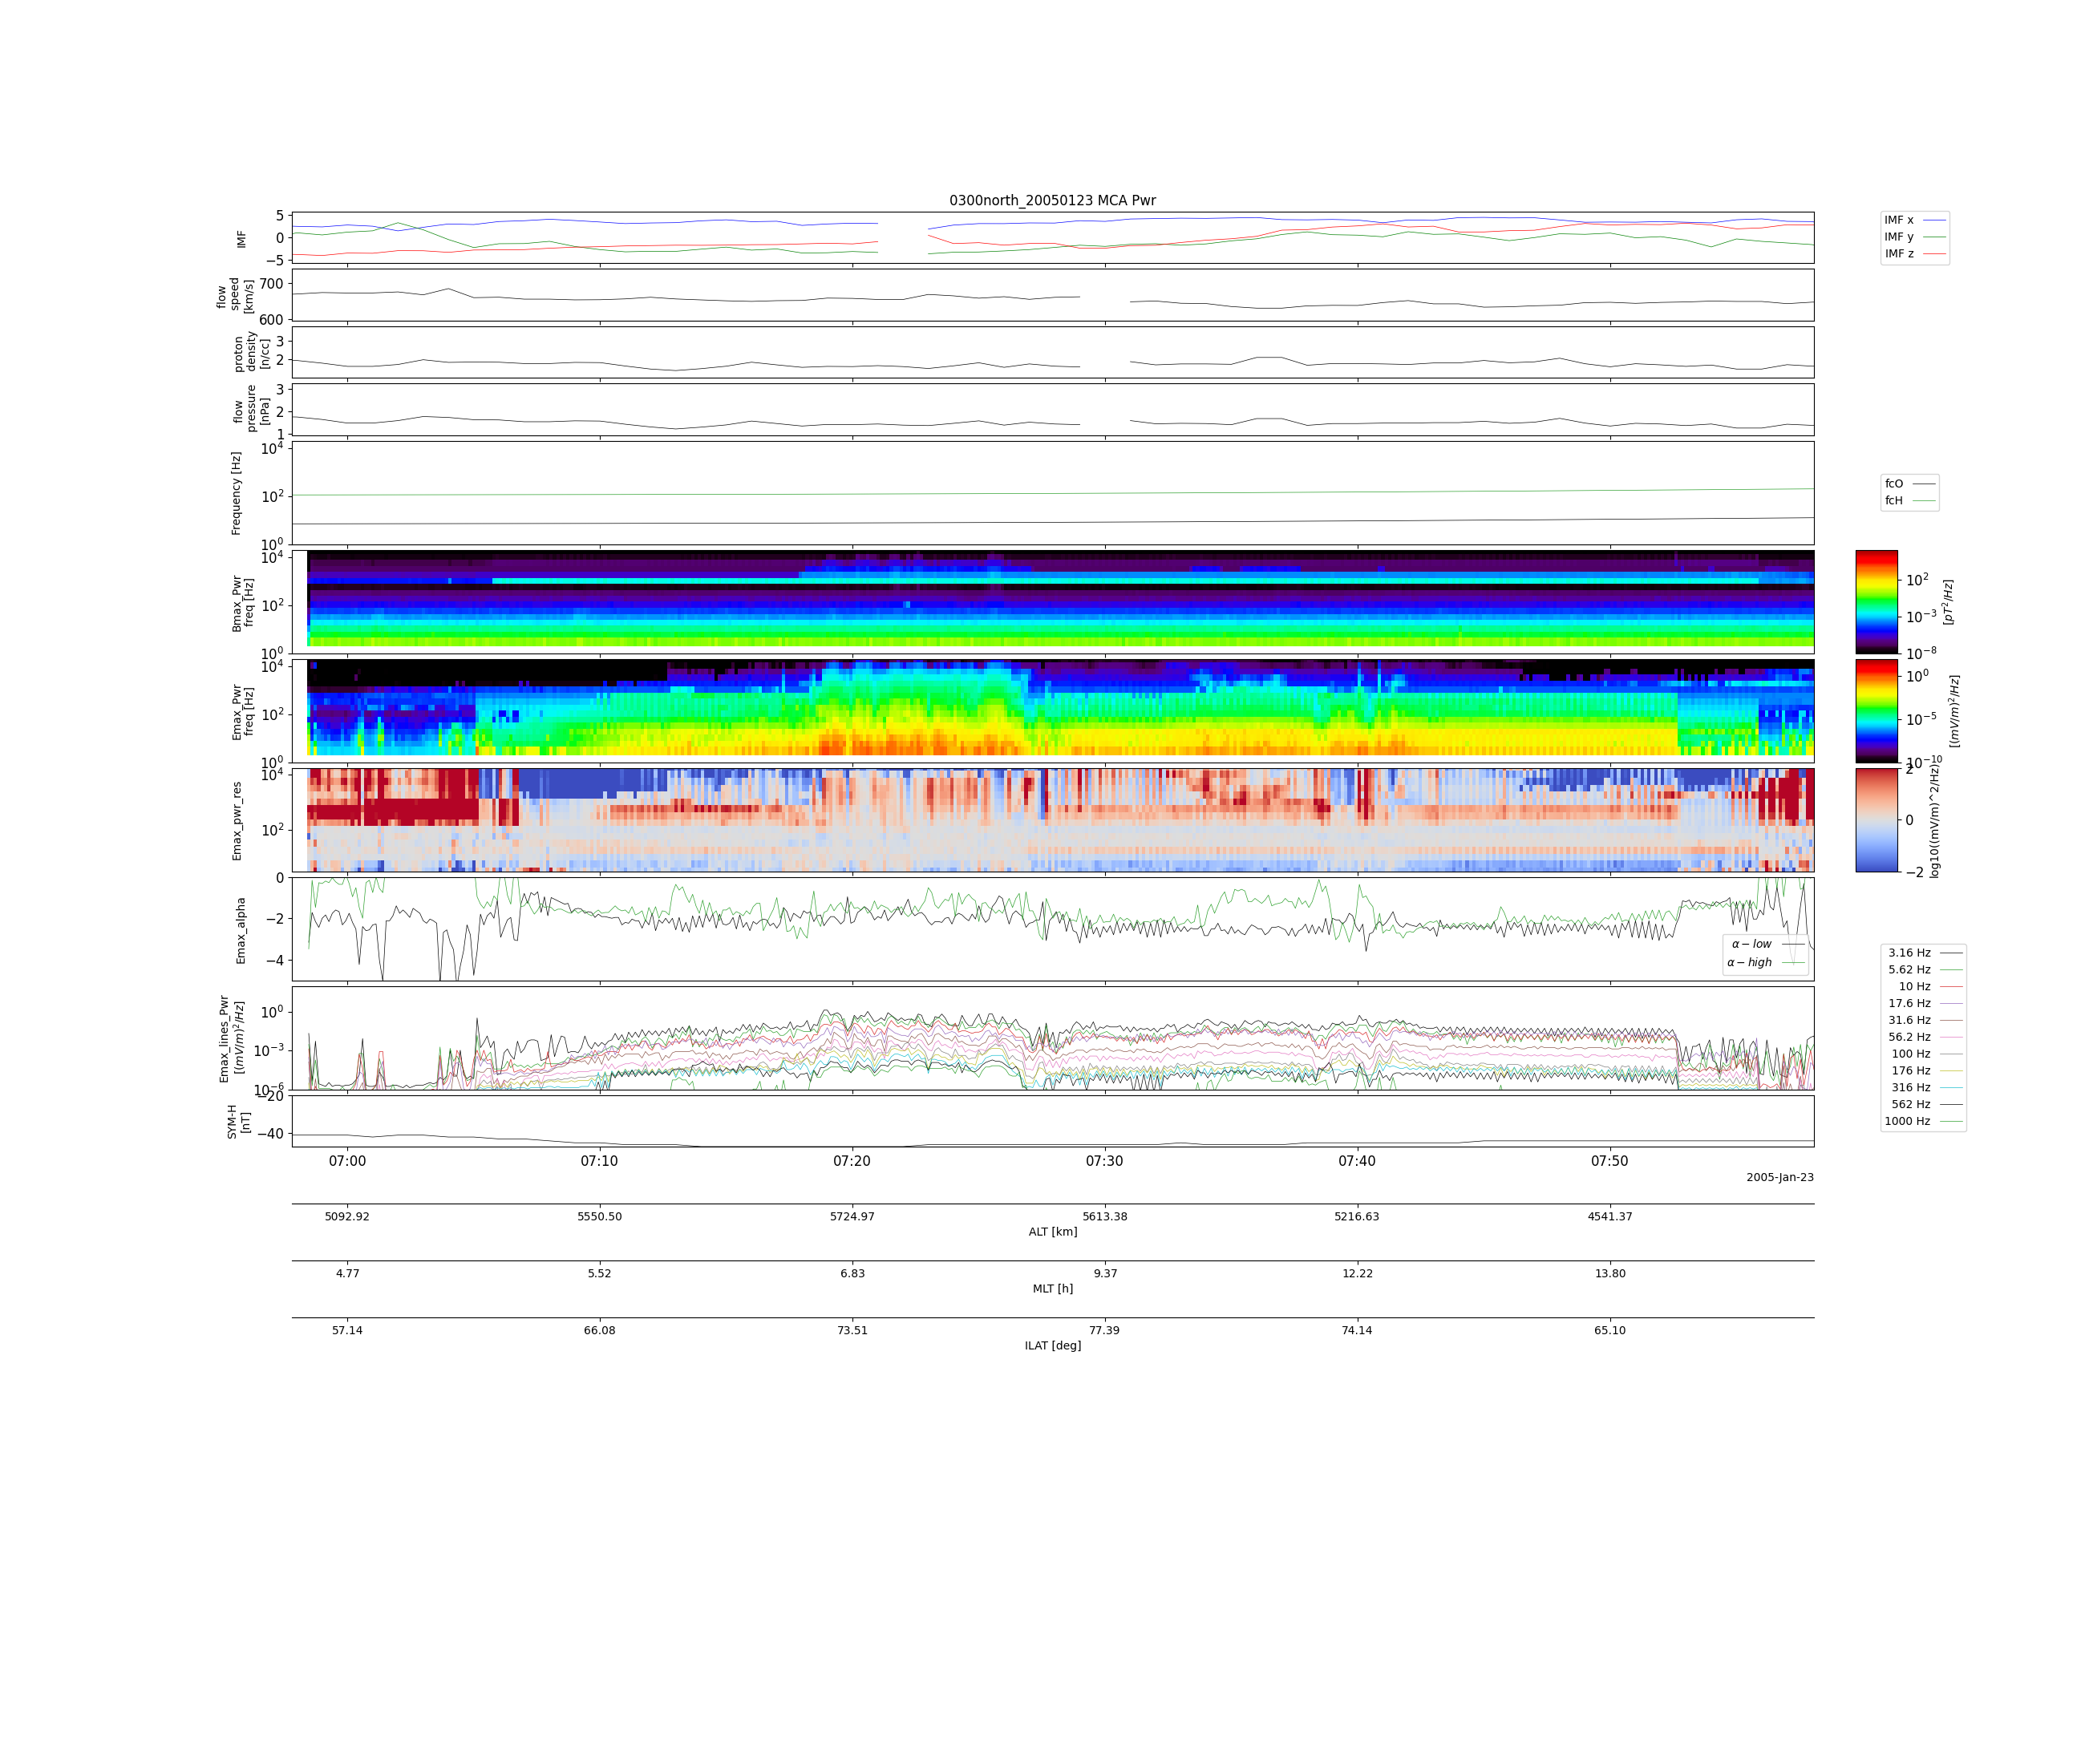 0300north_20050123 MCA Pwr
5
0
−5
IMF
IMF x
IMF y
IMF z
700
600
flow
speed
[km/s]
3
2
proton
density
[n/cc]
3
2
1
flow
pressure
[nPa]
10^4
10^2
10^0
Frequency [Hz]
fcO
fcH
10^4
10^2
10^0
Bmax_Pwr
freq [Hz]
10^2
10^−3
10^−8
[pT^2/Hz]
10^4
10^2
10^0
Emax_Pwr
freq [Hz]
10^0
10^−5
10^−10
[(mV/m)^2/Hz]
10^4
10^2
Emax_pwr_res
2
0
−2
log10((mV/m)^2/Hz)
0
−2
−4
Emax_alpha
α − low
α − high
10^0
10^−3
10^−6
Emax_lines_Pwr
[(mV/m)^2/Hz]
3.16 Hz
5.62 Hz
10 Hz
17.6 Hz
31.6 Hz
56.2 Hz
100 Hz
176 Hz
316 Hz
562 Hz
1000 Hz
−20
−40
SYM-H
[nT]
07:00 07:10 07:20 07:30 07:40 07:50
2005-Jan-23
5092.92 5550.50 5724.97 5613.38 5216.63 4541.37
ALT [km]
4.77 5.52 6.83 9.37 12.22 13.80
MLT [h]
57.14 66.08 73.51 77.39 74.14 65.10
ILAT [deg]